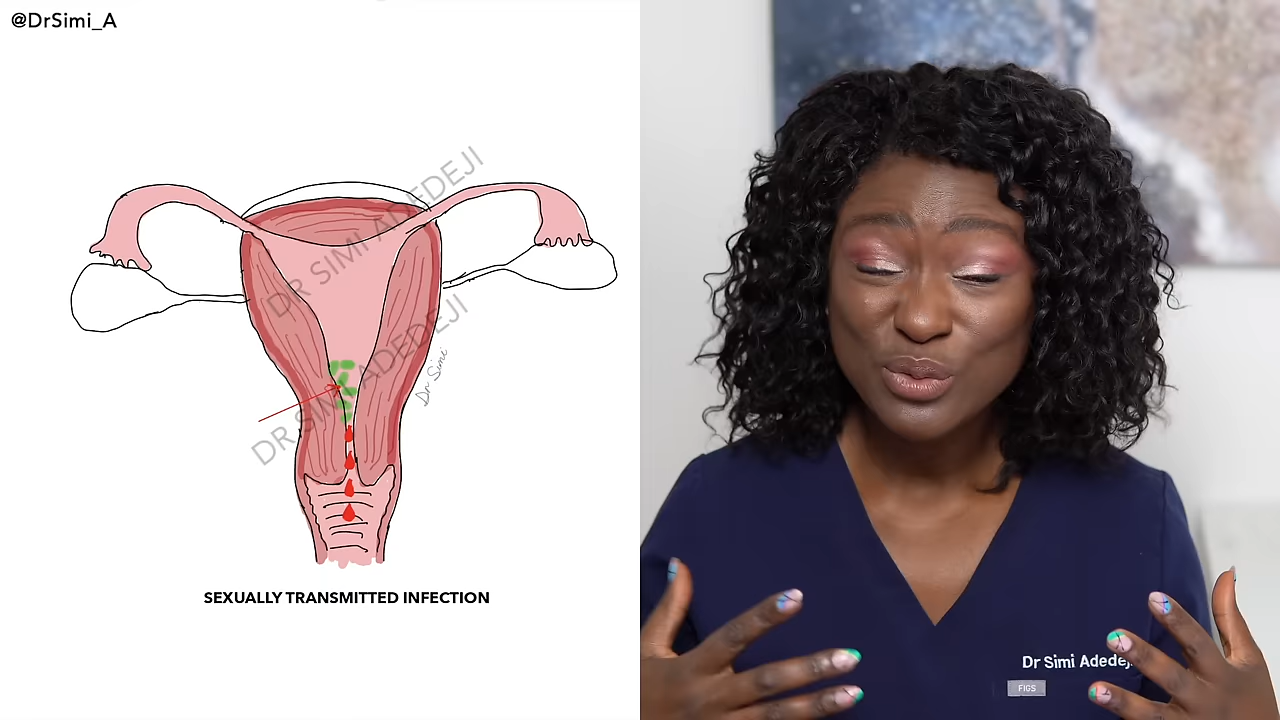 @DrSimi_A
DR SIMI ADEDEJI
DR SIMI ADEDEJI
Dr Simi
SEXUALLY TRANSMITTED INFECTION
Dr Simi Adedej
FIGS